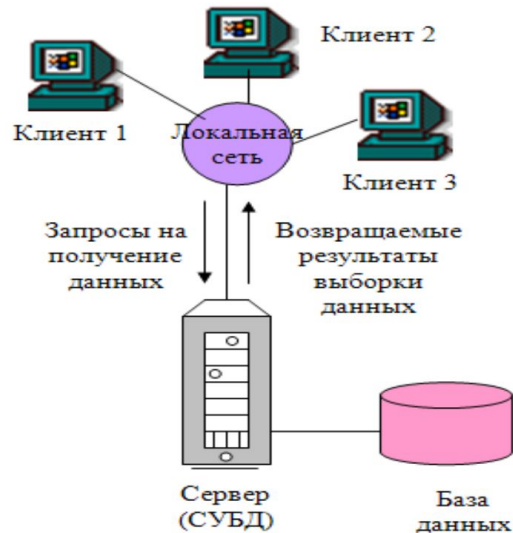 Клиент 2
Клиент 1
Локальная
сеть
Клиент 3
Запросы на
получение
данных
Возвращаемые
результаты
выборки
данных
Сервер
(СУБД)
База
данных